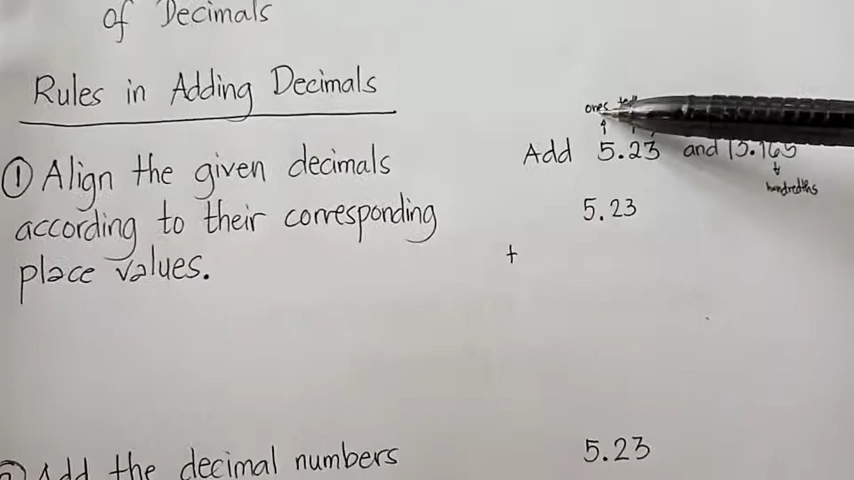 of Decimals
Rules in Adding Decimals
① Align the given decimals
according to their corresponding
place values.
ones
Add 5.23 and
hundredths
5.23
+
Add the decimal numbers
5.23